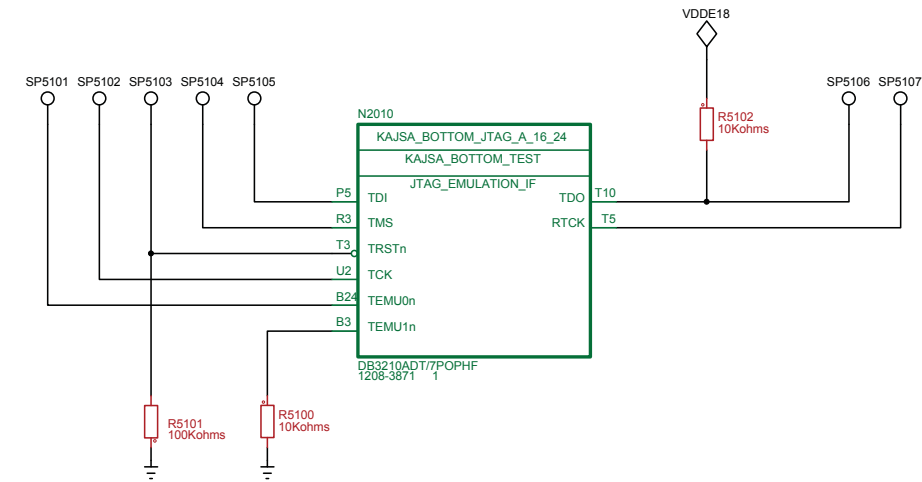 VDDE18
SP5101 SP5102 SP5103 SP5104 SP5105
SP5106 SP5107
N2010
R5102
10Kohms
KAJSA_BOTTOM_JTAG_A_16_24
KAJSA_BOTTOM_TEST
JTAG_EMULATION_IF
P5 TDI
TDO T10
R3 TMS
RTCK T5
T3 TRSTn
U2 TCK
B24 TEMU0n
B3 TEMU1n
DB3210ADT/7POPHF
1208-3871 1
R5101
100Kohms
R5100
10Kohms